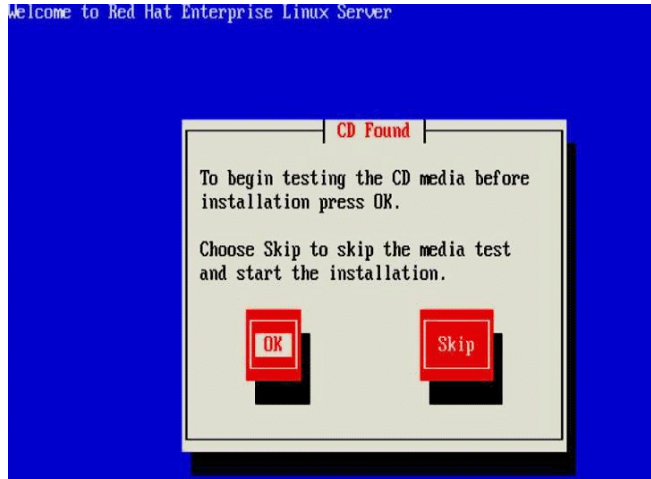 Welcome to Red Hat Enterprise Linux Server
CD Found
To begin testing the CD media before
installation press OK.
Choose Skip to skip the media test
and start the installation.
OK
Skip